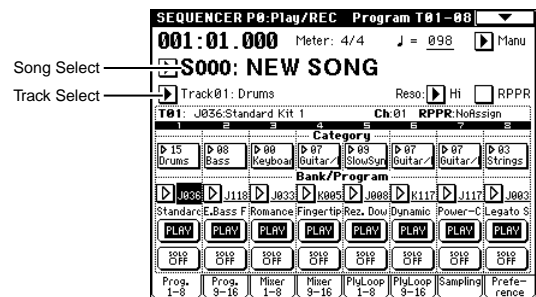 SEQUENCER P0:Play/REC Program T01-08
001:01.000 Meter: 4/4 ♩ = 098 Manu
Song Select
S000: NEW SONG
Track Select
Track01: Drums Reso: Hi RPPR
T01: J036:Standard Kit 1 Ch:01 RPPR:NoAssign
1 2 3 4 5 6 7 8
Category
15 Drums 08 Bass 00 Keyboar 07 Guitar/ 09 SlowSyn 07 Guitar/ 07 Guitar/ 03 Strings
Bank/Program
J036 J118 J033 K005 J008 K117 J117 J003
Standarc E.Bass F Romance Fingertip Rez. Dow Dynamic Power-C Legato S
PLAY PLAY PLAY PLAY PLAY PLAY PLAY PLAY
SOLO OFF SOLO OFF SOLO OFF SOLO OFF SOLO OFF SOLO OFF SOLO OFF SOLO OFF
Prog. 1-8 Prog. 9-16 Mixer 1-8 Mixer 9-16 PlyLoop 1-8 PlyLoop 9-16 Sampling Prefe-rence